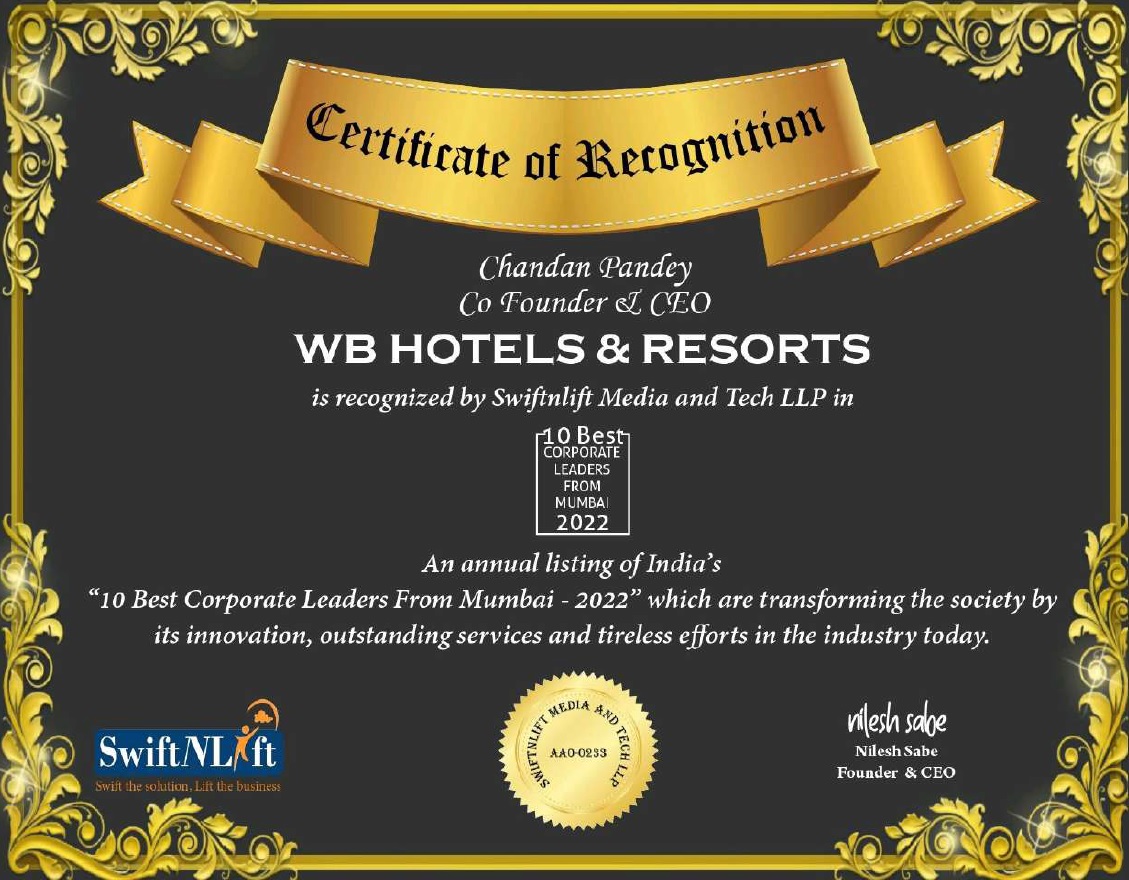 Certificate of Recognition
Chandan Pandey
Co Founder & CEO
WB HOTELS & RESORTS
is recognized by Swiftnlift Media and Tech LLP in
10 Best
CORPORATE
LEADERS
FROM
MUMBAI
2022
An annual listing of India's
“10 Best Corporate Leaders From Mumbai - 2022” which are transforming the society by
its innovation, outstanding services and tireless efforts in the industry today.
SwiftNLift
Swift the solution, Lift the business
SWIFTNLIFT MEDIA AND TECH LLP
AAO-0233
nilesh sabe
Nilesh Sabe
Founder & CEO